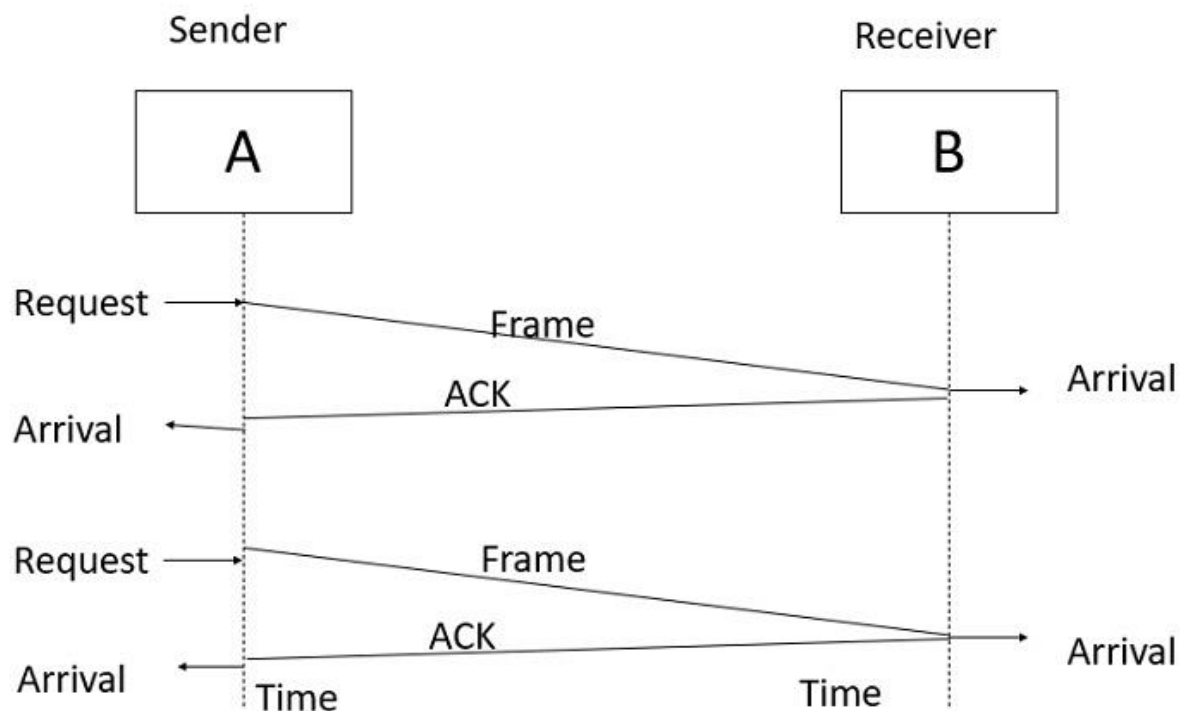 Sender
Receiver
A
B
Request
Frame
Arrival
ACK
Arrival
Request
Frame
ACK
Arrival
Arrival
Time
Time